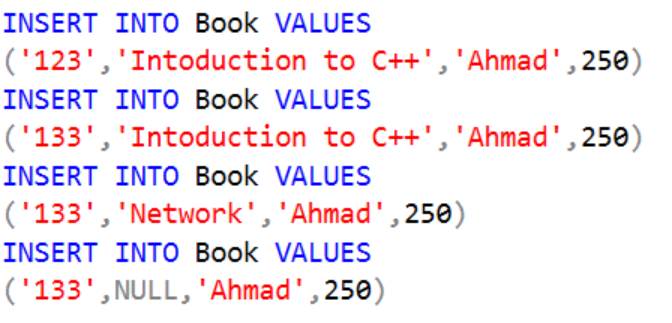 INSERT INTO Book VALUES
('123','Intoduction to C++','Ahmad',250)
INSERT INTO Book VALUES
('133','Intoduction to C++','Ahmad',250)
INSERT INTO Book VALUES
('133','Network','Ahmad',250)
INSERT INTO Book VALUES
('133',NULL,'Ahmad',250)